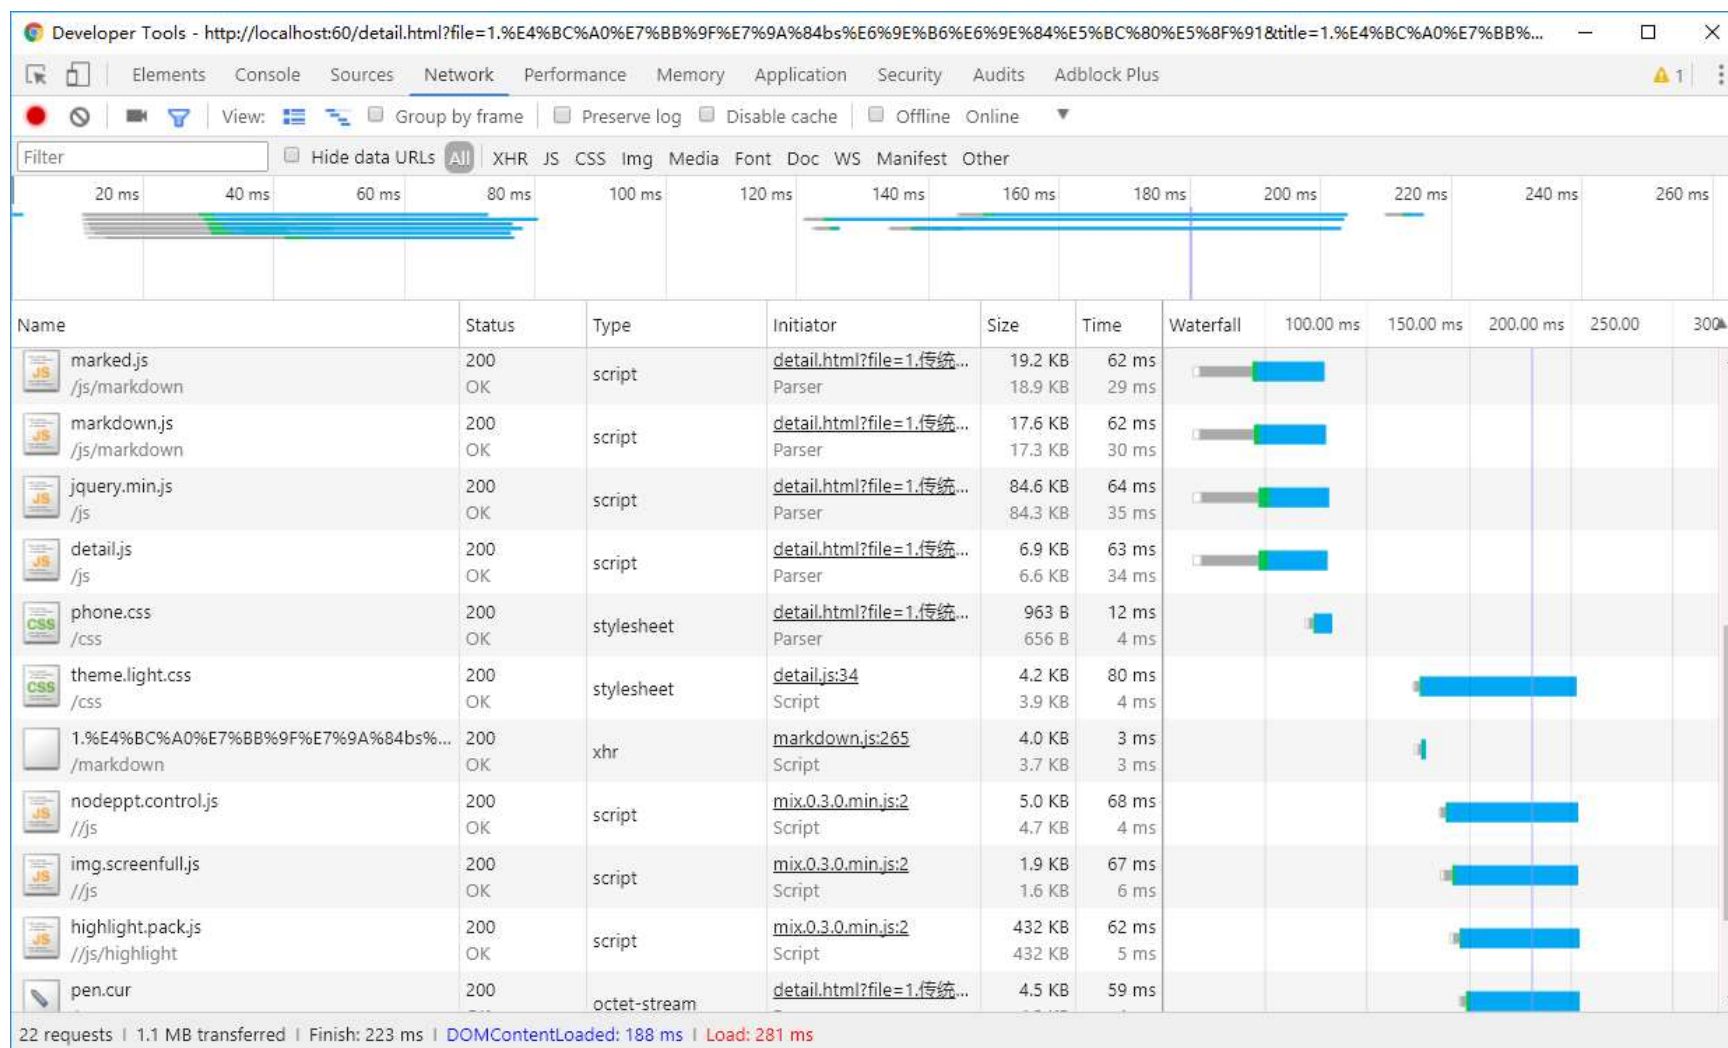 Developer Tools - http://localhost:60/detail.html?file=1.%E4%BC%A0%E7%BB%9F%E7%9A%84bs%E6%9E%B6%E6%9E%84%E5%BC%80%E5%8F%91&title=1.%E4%BC%A0%E7%BB%...
Elements Console Sources Network Performance Memory Application Security Audits Adblock Plus 1
View: Group by frame Preserve log Disable cache Offline Online
Filter Hide data URLs All XHR JS CSS Img Media Font Doc WS Manifest Other
20 ms 40 ms 60 ms 80 ms 100 ms 120 ms 140 ms 160 ms 180 ms 200 ms 220 ms 240 ms 260 ms
Name Status Type Initiator Size Time Waterfall 100.00 ms 150.00 ms 200.00 ms 250.00 300
marked.js 200 script detail.html?file=1.传统... 19.2 KB 62 ms
/js/markdown OK Parser 18.9 KB 29 ms
markdown.js 200 script detail.html?file=1.传统... 17.6 KB 62 ms
/js/markdown OK Parser 17.3 KB 30 ms
jquery.min.js 200 script detail.html?file=1.传统... 84.6 KB 64 ms
/js OK Parser 84.3 KB 35 ms
detail.js 200 script detail.html?file=1.传统... 6.9 KB 63 ms
/js OK Parser 6.6 KB 34 ms
phone.css 200 stylesheet detail.html?file=1.传统... 963 B 12 ms
/css OK Parser 656 B 4 ms
theme.light.css 200 stylesheet detail.js:34 4.2 KB 80 ms
/css OK Script 3.9 KB 4 ms
1.%E4%BC%A0%E7%BB%9F%E7%9A%84bs%... 200 xhr markdown.js:265 4.0 KB 3 ms
/markdown OK Script 3.7 KB 3 ms
nodeppt.control.js 200 script mix.0.3.0.min.js:2 5.0 KB 68 ms
//js OK Script 4.7 KB 4 ms
img.screenfull.js 200 script mix.0.3.0.min.js:2 1.9 KB 67 ms
//js OK Script 1.6 KB 6 ms
highlight.pack.js 200 script mix.0.3.0.min.js:2 432 KB 62 ms
//js/highlight OK Script 432 KB 5 ms
pen.cur 200 octet-stream detail.html?file=1.传统... 4.5 KB 59 ms
22 requests | 1.1 MB transferred | Finish: 223 ms | DOMContentLoaded: 188 ms | Load: 281 ms